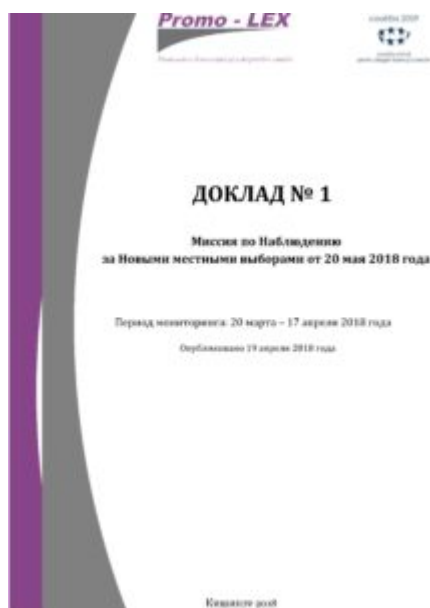 Promo - LEX
ДОКЛАД № 1
Миссия по Наблюдению
за Новыми местными выборами от 20 мая 2018 года
Период мониторинга: 20 марта – 17 апреля 2018 года
Опубликовано 19 апреля 2018 года
2018